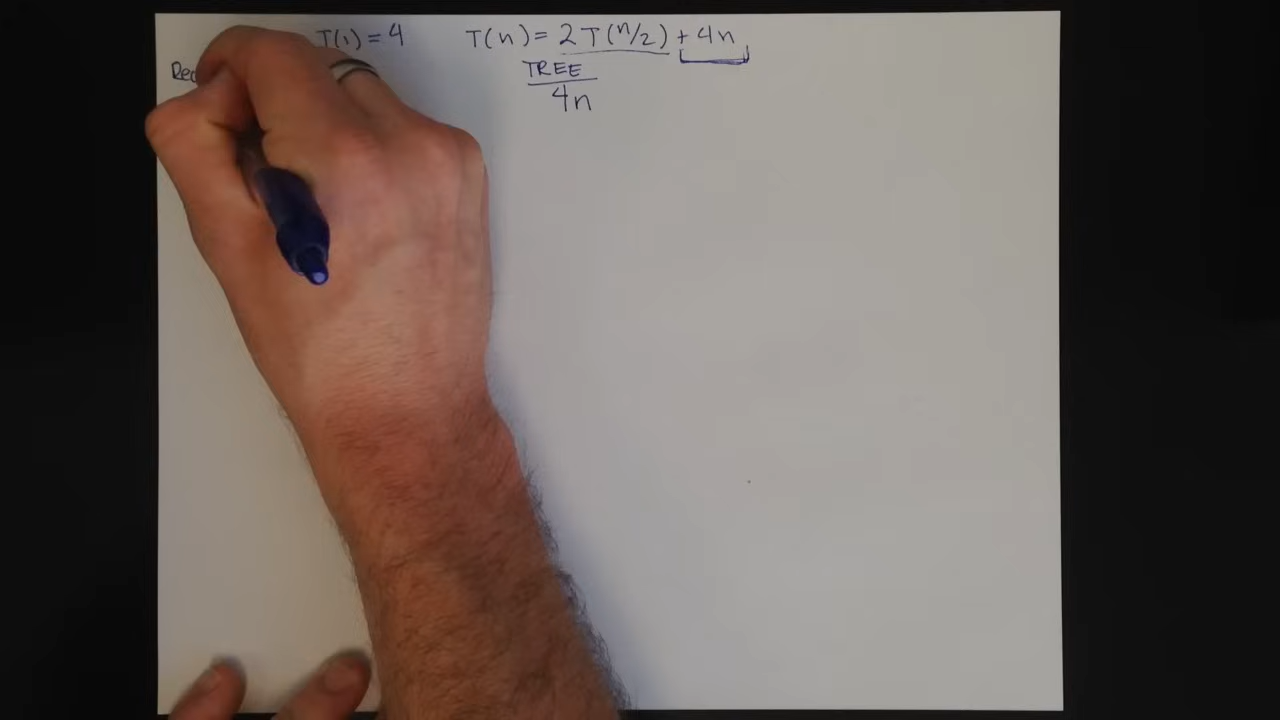 T(1) = 4 T(n) = 2T(n/2) + 4n
TREE
4n